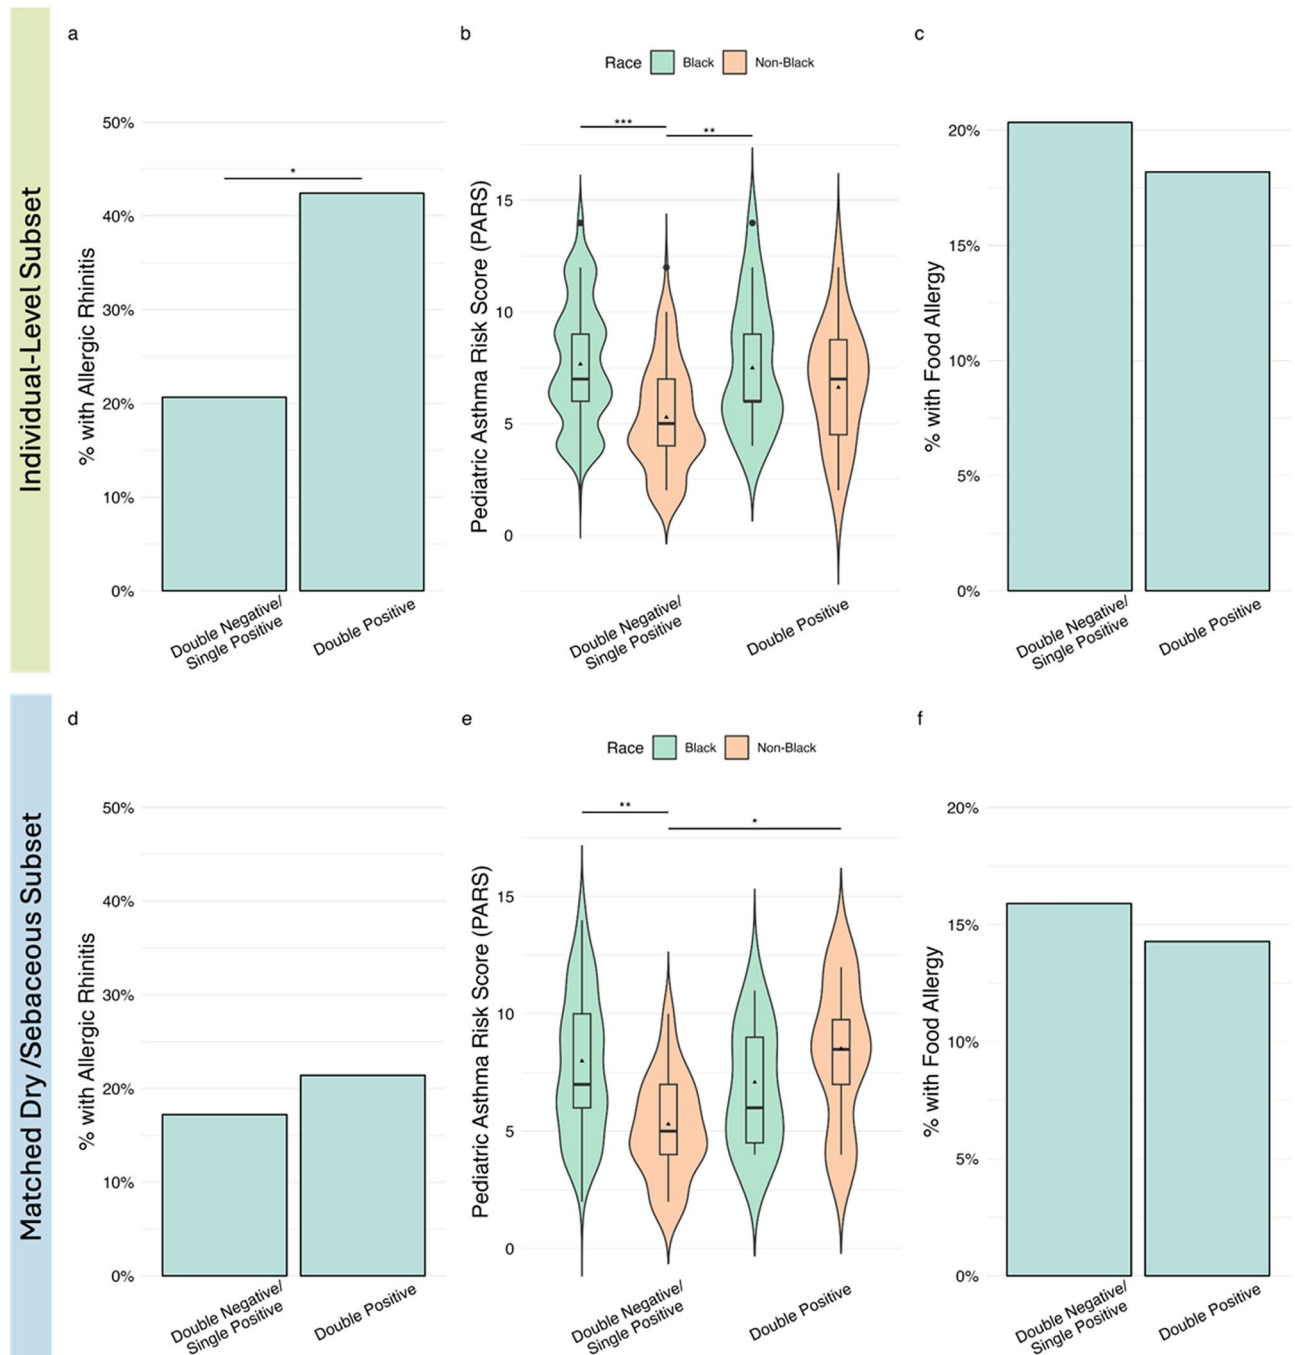 Individual-Level Subset
a
% with Allergic Rhinitis
50%
40%
30%
20%
10%
0%
*
Double Negative/
Single Positive
Double Positive
b
Race Black Non-Black
Pediatric Asthma Risk Score (PARS)
15
10
5
0
***
**
Double Negative/
Single Positive
Double Positive
c
% with Food Allergy
20%
15%
10%
5%
0%
Double Negative/
Single Positive
Double Positive
Matched Dry /Sebaceous Subset
d
% with Allergic Rhinitis
50%
40%
30%
20%
10%
0%
Double Negative/
Single Positive
Double Positive
e
Race Black Non-Black
Pediatric Asthma Risk Score (PARS)
15
10
5
0
**
*
Double Negative/
Single Positive
Double Positive
f
% with Food Allergy
20%
15%
10%
5%
0%
Double Negative/
Single Positive
Double Positive